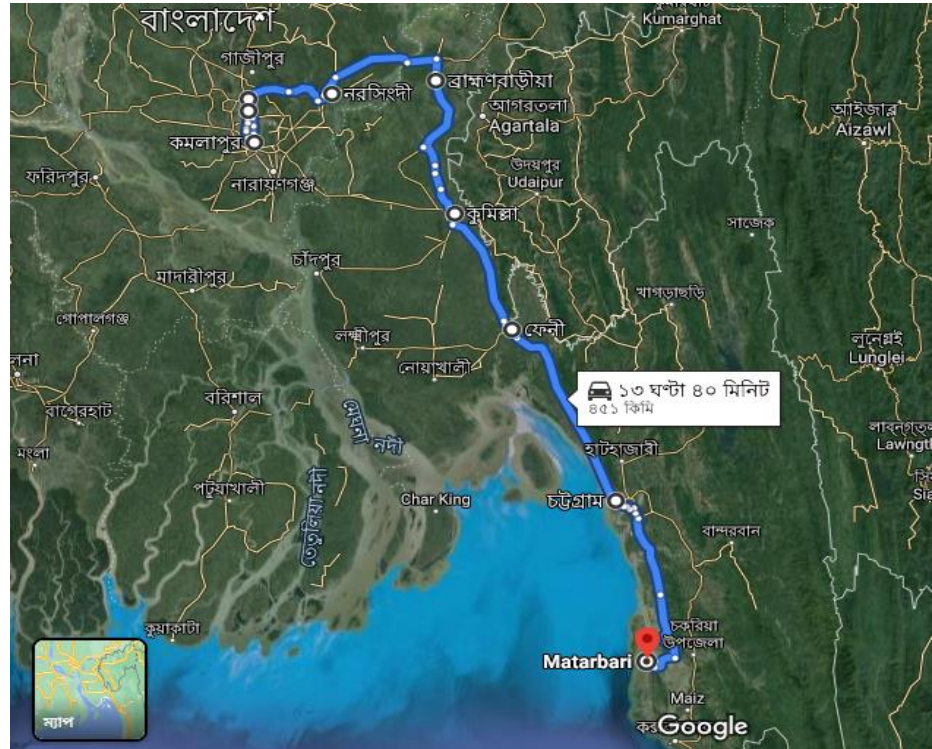 Kumarghat
বাংলাদেশ
গাজীপুর
ব্রাহ্মণবাড়ীয়া
নরসিংদী
আগরতলা
Agartala
আইজল
Aizawl
কমলাপুর
ফরিদপুর
নারায়ণগঞ্জ
উদয়পুর
Udaipur
কুমিল্লা
সাজেক
চাঁদপুর
মাদারীপুর
খাগড়াছড়ি
গোপালগঞ্জ
ফেনী
লক্ষ্মীপুর
লুংলেই
Lunglei
নোয়াখালী
১৩ ঘণ্টা ৪০ মিনিট
৪৫১ কিমি
বরিশাল
বাগেরহাট
মেঘনা নদী
হাটহাজারী
মংলা
পটুয়াখালী
তেতুলিয়া নদী
Char King
চট্টগ্রাম
বান্দরবান
কুয়াকাটা
চকরিয়া
উপজেলা
Matarbari
Maiz
ম্যাপ
Google